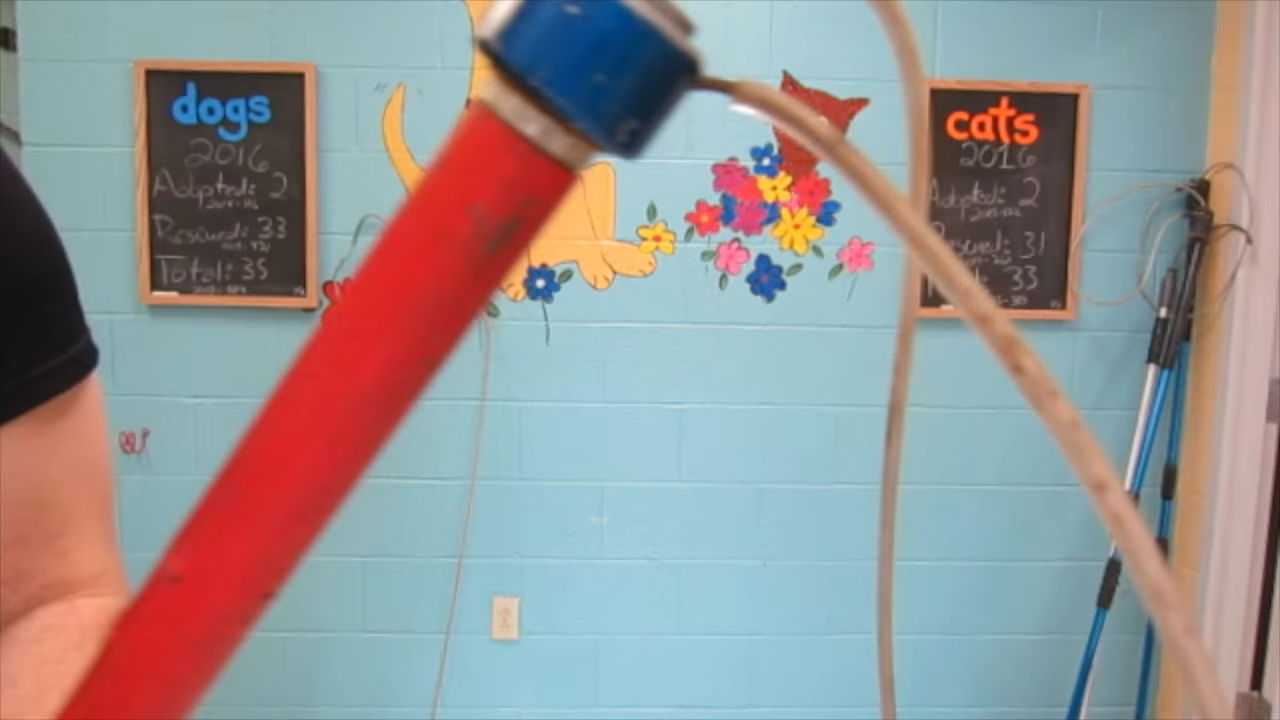 dogs
2016
Adopted: 2
Rescued: 33
Total: 35
cats
2016
Adopted: 2
Rescued: 31
33